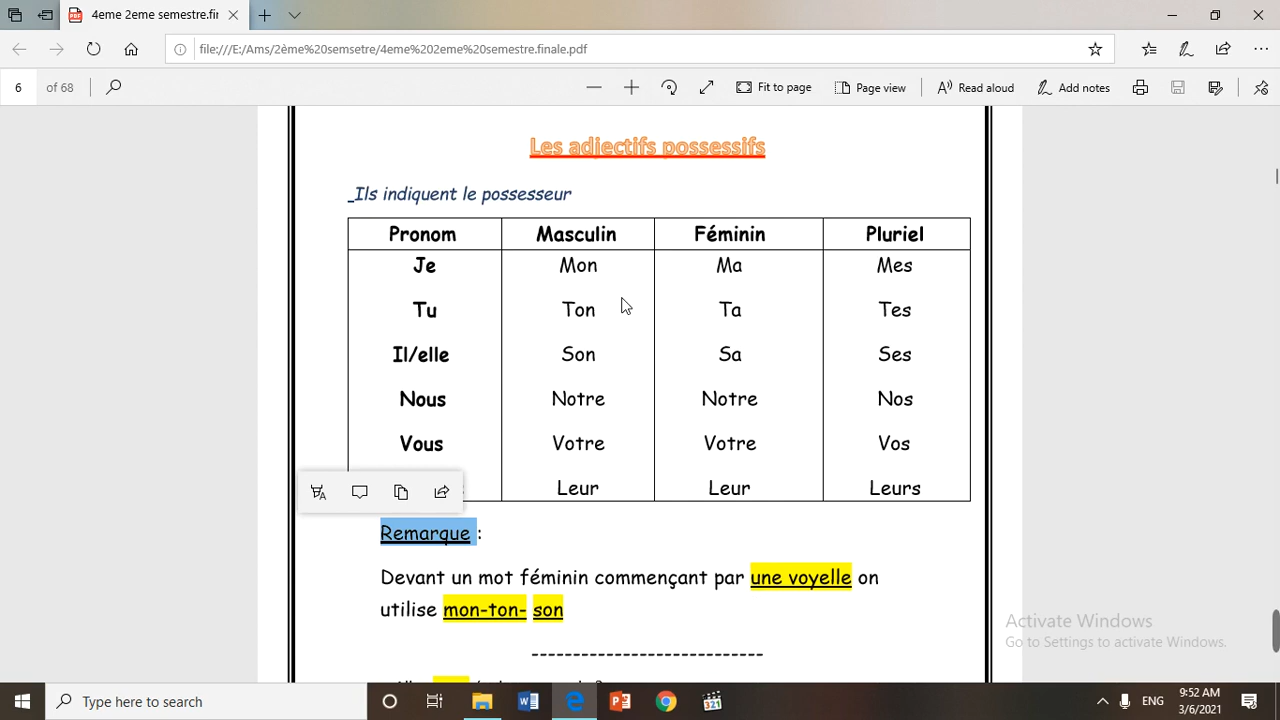 4eme 2eme semestre.fin
file:///E:/Ams/2ème%20semsetre/4eme%202eme%20semestre.finale.pdf
6 of 68
Fit to page
Page view
Read aloud
Add notes
Les adjectifs possessifs
_Ils indiquent le possesseur
Pronom Masculin Féminin Pluriel
Je Mon Ma Mes
Tu Ton Ta Tes
Il/elle Son Sa Ses
Nous Notre Notre Nos
Vous Votre Votre Vos
Leur Leur Leurs
Remarque :
Devant un mot féminin commençant par une voyelle on
utilise mon-ton- son
---------------------------
Activate Windows
Go to Settings to activate Windows.
Type here to search
321
ENG
9:52 AM
3/6/2021